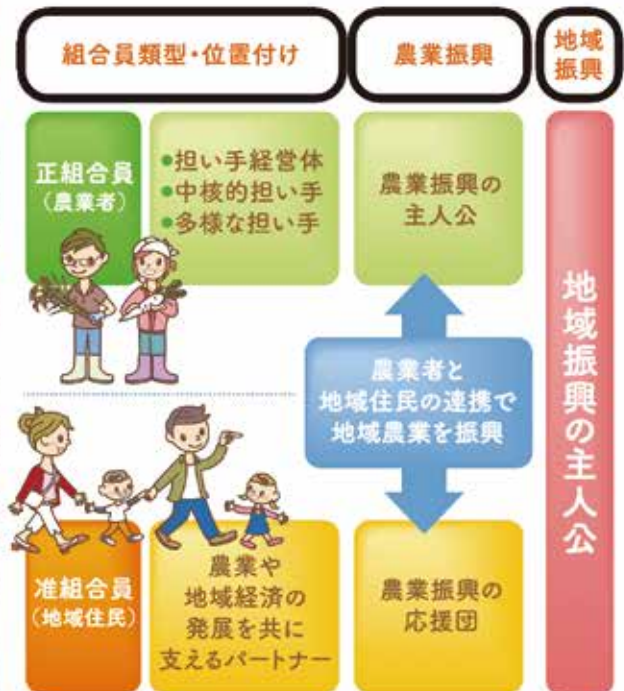 組合員類型・位置付け
農業振興
地域
振興
正組合員
（農業者）
●担い手経営体
●中核的担い手
●多様な担い手
農業振興の
主人公
農業者と
地域住民の連携で
地域農業を振興
准組合員
（地域住民）
農業や
地域経済の
発展を共に
支えるパートナー
農業振興の
応援団
地域振興の主人公